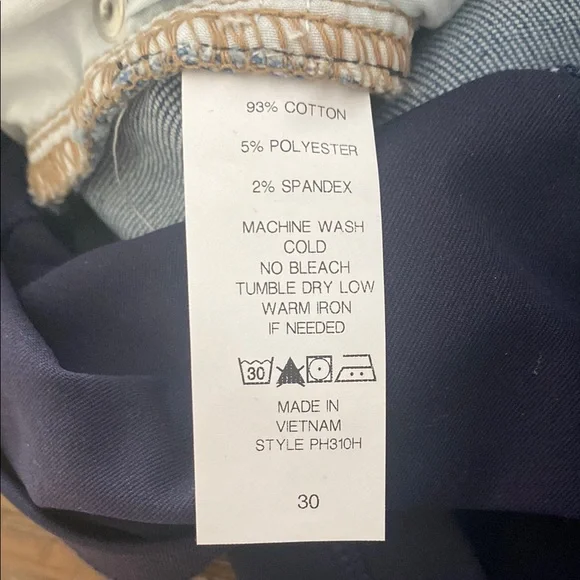 93% COTTON
5% POLYESTER
2% SPANDEX
MACHINE WASH
COLD
NO BLEACH
TUMBLE DRY LOW
WARM IRON
IF NEEDED
30
MADE IN
VIETNAM
STYLE PH310H
30